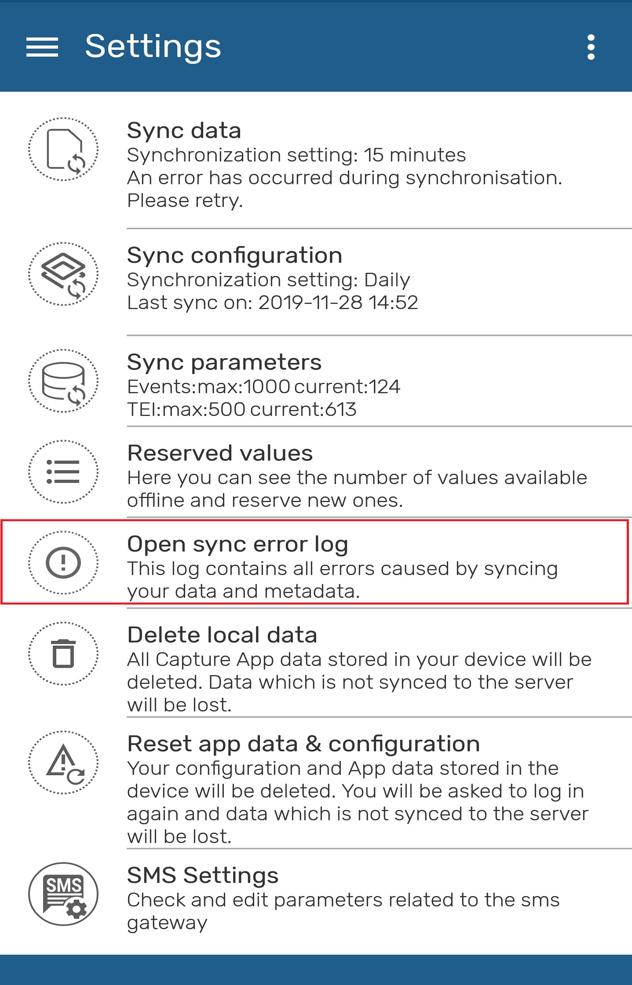 Settings
Sync data
Synchronization setting: 15 minutes
An error has occurred during synchronisation.
Please retry.
Sync configuration
Synchronization setting: Daily
Last sync on: 2019-11-28 14:52
Sync parameters
Events:max:1000 current:124
TEI:max:500 current:613
Reserved values
Here you can see the number of values available
offline and reserve new ones.
Open sync error log
This log contains all errors caused by syncing
your data and metadata.
Delete local data
All Capture App data stored in your device will be
deleted. Data which is not synced to the server
will be lost.
Reset app data & configuration
Your configuration and App data stored in the
device will be deleted. You will be asked to log in
again and data which is not synced to the server
will be lost.
SMS
SMS Settings
Check and edit parameters related to the sms
gateway